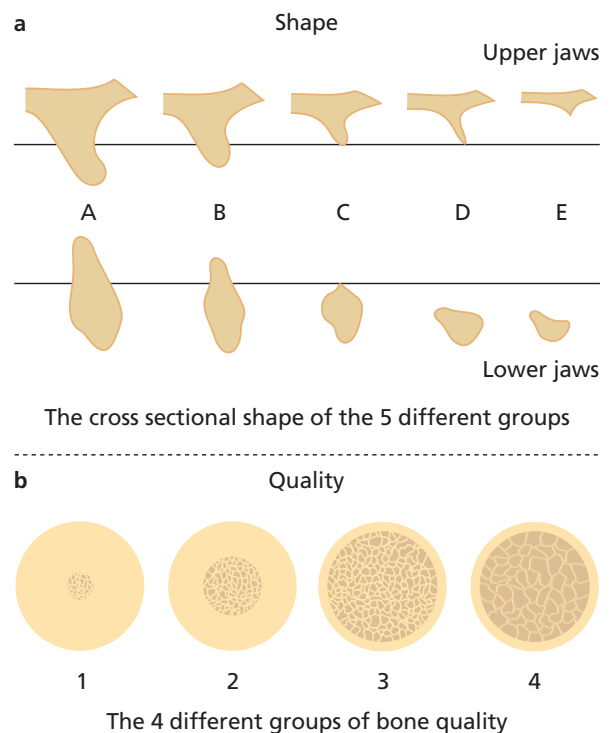 a
Shape
Upper jaws
A B C D E
Lower jaws
The cross sectional shape of the 5 different groups
b
Quality
1 2 3 4
The 4 different groups of bone quality